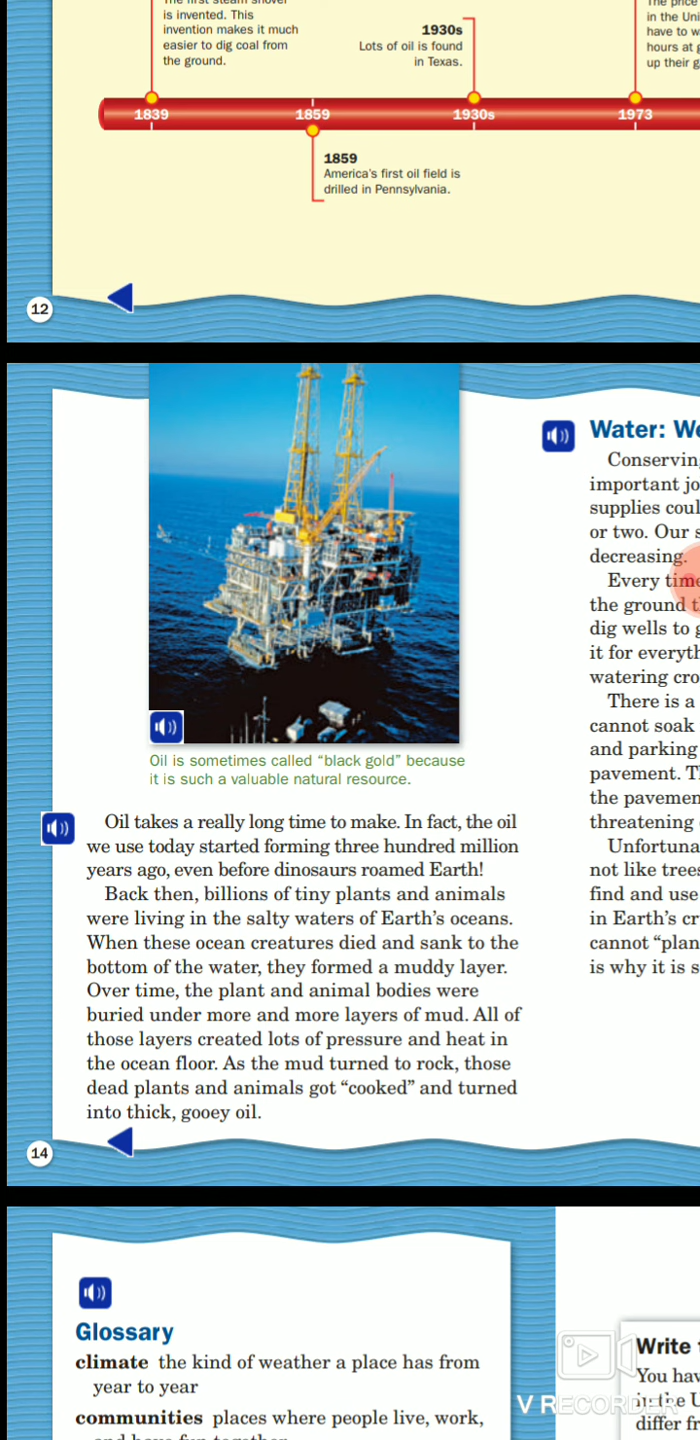 is invented. This
invention makes it much
easier to dig coal from
the ground.
1930s
Lots of oil is found
in Texas.
The price
in the Uni
have to w
hours at g
up their g
1839
1859
1930s
1973
1859
America's first oil field is
drilled in Pennsylvania.
12
Oil is sometimes called “black gold” because
it is such a valuable natural resource.
Oil takes a really long time to make. In fact, the oil
we use today started forming three hundred million
years ago, even before dinosaurs roamed Earth!
Back then, billions of tiny plants and animals
were living in the salty waters of Earth's oceans.
When these ocean creatures died and sank to the
bottom of the water, they formed a muddy layer.
Over time, the plant and animal bodies were
buried under more and more layers of mud. All of
those layers created lots of pressure and heat in
the ocean floor. As the mud turned to rock, those
dead plants and animals got “cooked” and turned
into thick, gooey oil.
14
Water: We
Conserving
important jo
supplies coul
or two. Our s
decreasing.
Every time
the ground t
dig wells to g
it for everyth
watering cro
There is a
cannot soak
and parking
pavement. T
the pavemen
threatening
Unfortuna
not like trees
find and use
in Earth's cr
cannot “plan
is why it is s
Glossary
climate the kind of weather a place has from
year to year
communities places where people live, work,
Write
You hav
in the U
differ fr
V RECORDER